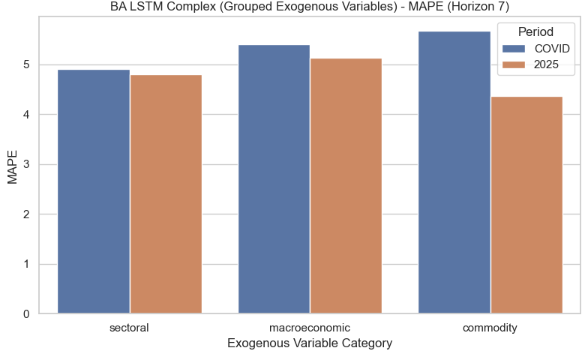 BA LSTM Complex (Grouped Exogenous Variables) - MAPE (Horizon 7)
Period
COVID
2025
5
4
3
2
1
0
MAPE
sectoral
macroeconomic
commodity
Exogenous Variable Category